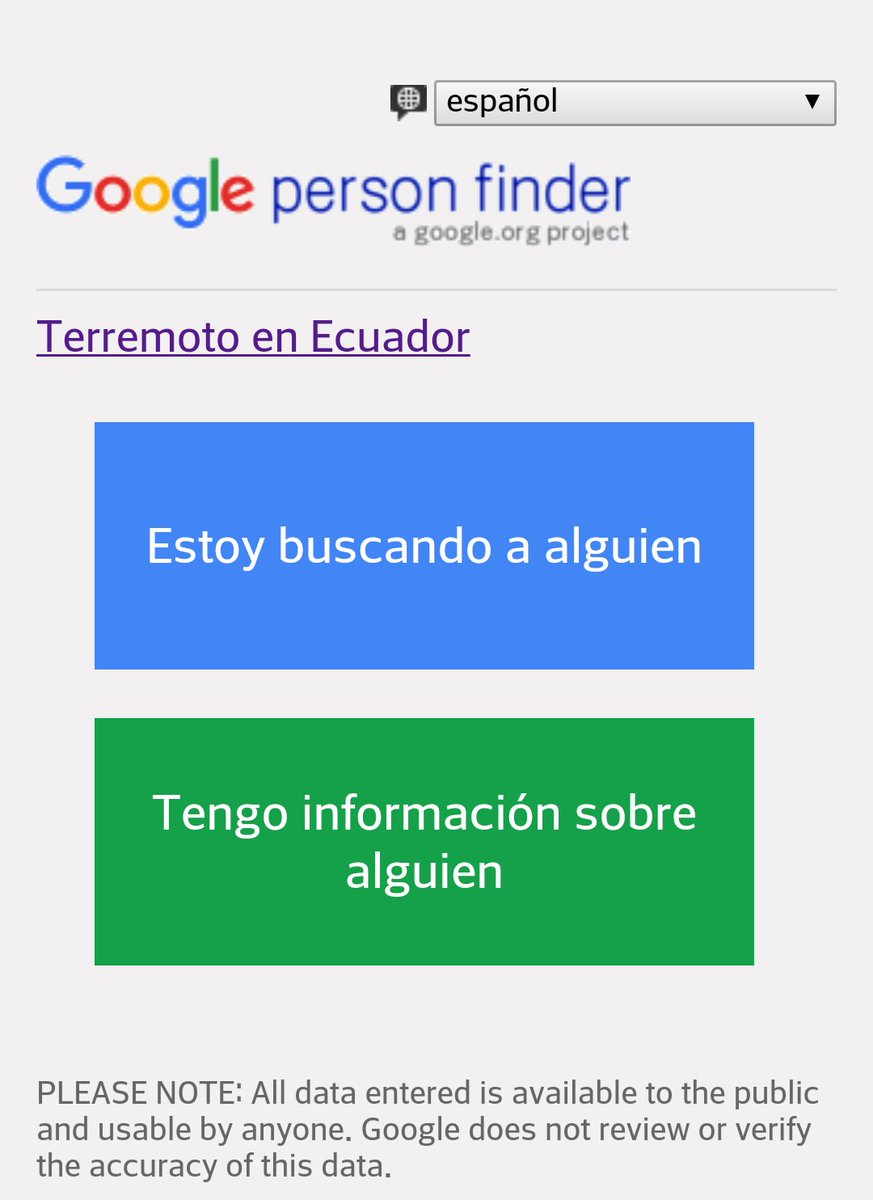 español
Google person finder
a google.org project
Terremoto en Ecuador
Estoy buscando a alguien
Tengo información sobre
alguien
PLEASE NOTE: All data entered is available to the public
and usable by anyone. Google does not review or verify
the accuracy of this data.